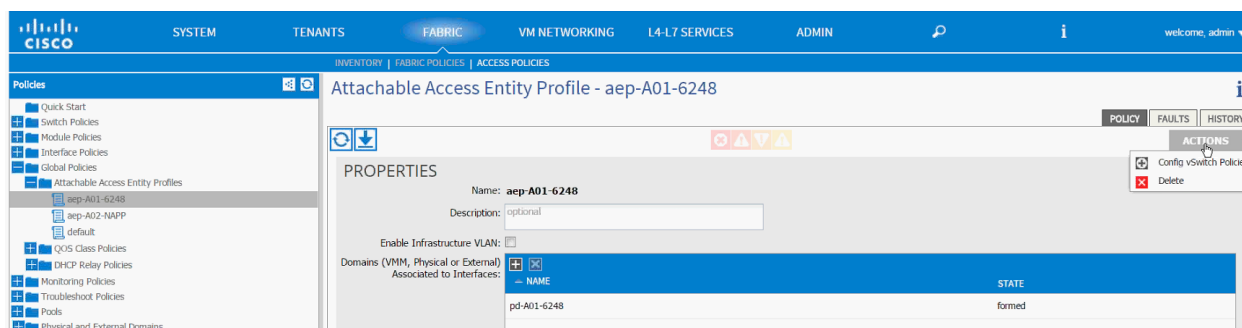 CISCO
SYSTEM TENANTS FABRIC VM NETWORKING L4-L7 SERVICES ADMIN i welcome, admin
INVENTORY | FABRIC POLICIES | ACCESS POLICIES
Policies
Quick Start
Switch Policies
Module Policies
Interface Policies
Global Policies
Attachable Access Entity Profiles
aep-A01-6248
aep-A02-NAPP
default
QOS Class Policies
DHCP Relay Policies
Monitoring Policies
Troubleshoot Policies
Pools
Physical and External Domains
Attachable Access Entity Profile - aep-A01-6248
i
POLICY FAULTS HISTORY
ACTIONS
Config vSwitch Policie
Delete
PROPERTIES
Name: aep-A01-6248
Description: optional
Enable Infrastructure VLAN:
Domains (VMM, Physical or External)
Associated to Interfaces:
NAME STATE
pd-A01-6248 formed